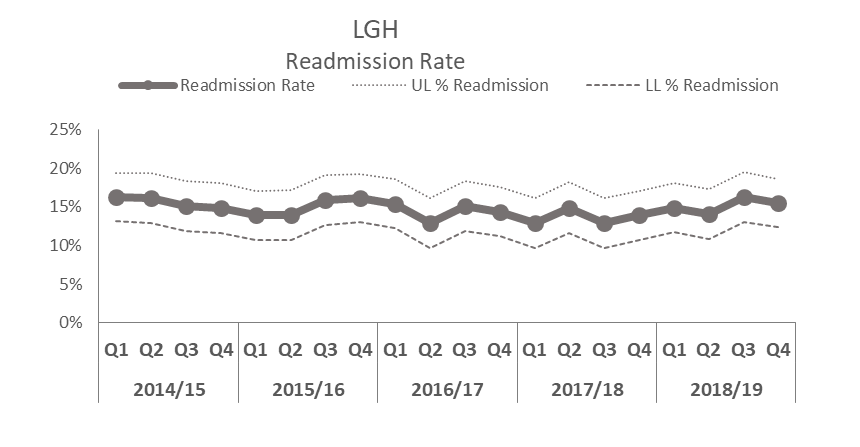 LGH
Readmission Rate
Readmission Rate UL % Readmission LL % Readmission
25%
20%
15%
10%
5%
0%
Q1 Q2 Q3 Q4 Q1 Q2 Q3 Q4 Q1 Q2 Q3 Q4 Q1 Q2 Q3 Q4 Q1 Q2 Q3 Q4
2014/15 2015/16 2016/17 2017/18 2018/19